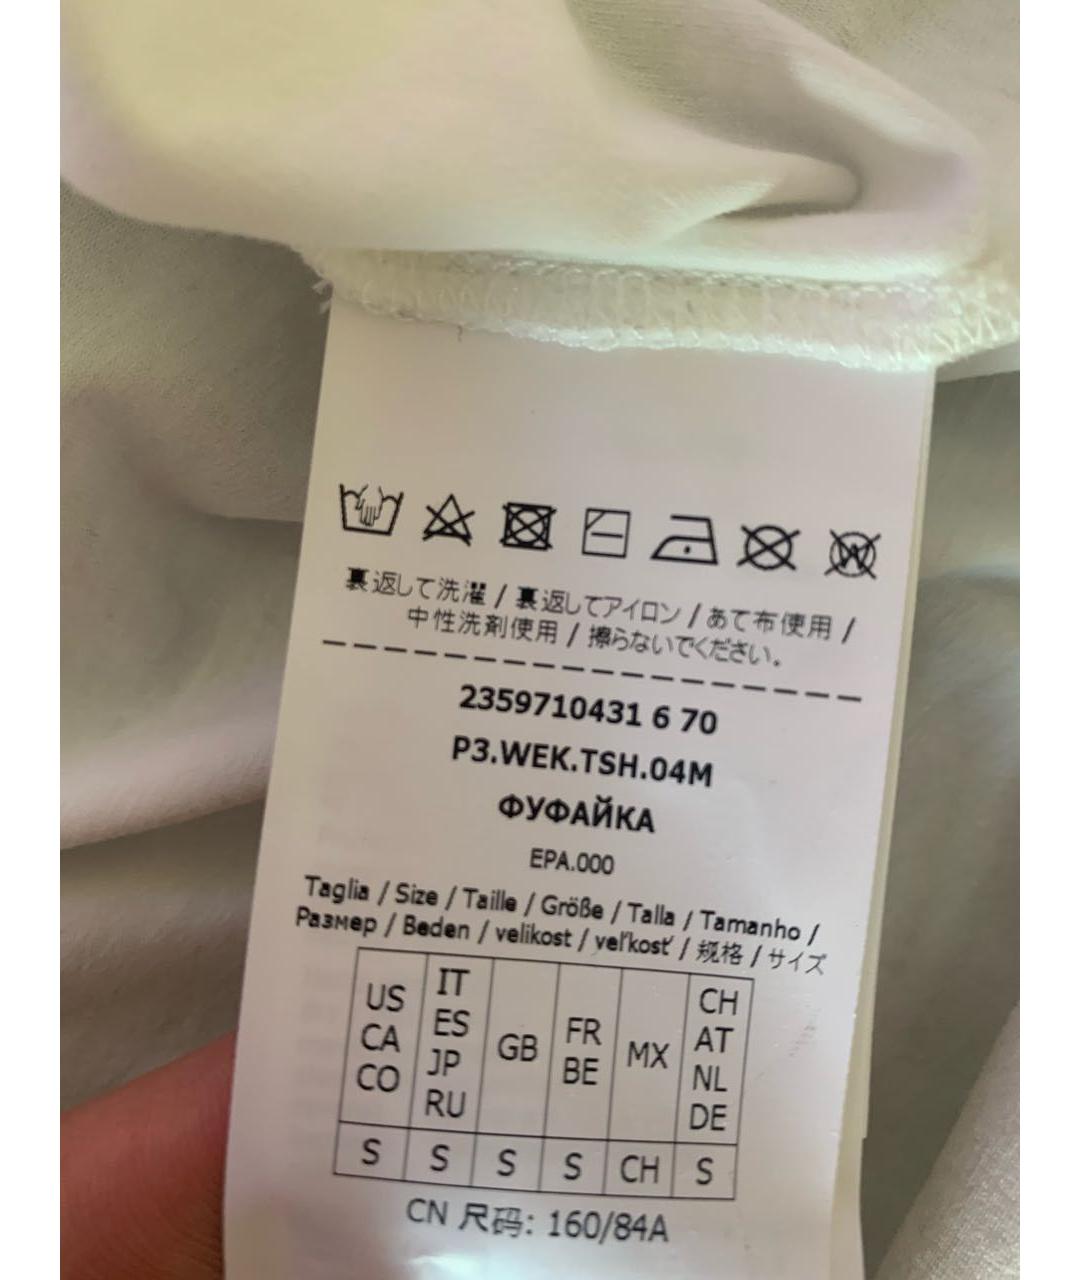 裏返して洗濯 / 裏返してアイロン / あて布使用 /
中性洗剤使用 / 擦らないでください。
2359710431 6 70
P3.WEK.TSH.04M
ФУФАЙКА
EPA.000
Taglia / Size / Taille / Größe / Talla / Tamanho /
Размер / Beden / velikost / veľkosť / 规格 / サイズ
US CA CO
IT ES JP RU
GB
FR BE
MX
CH AT NL DE
S S S S CH S
CN 尺码: 160/84A